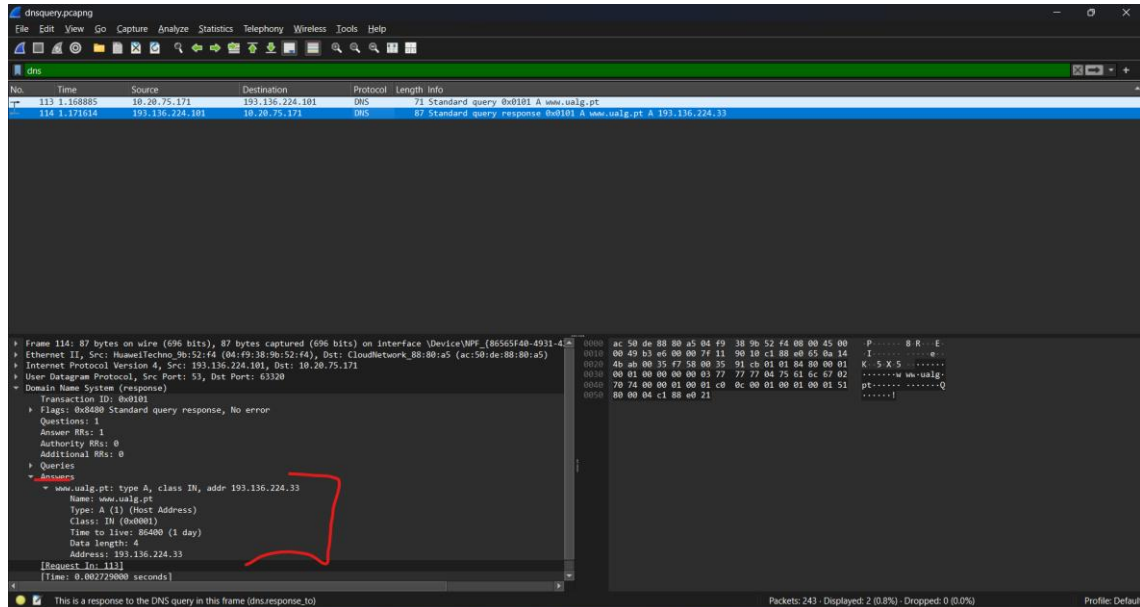 dnsquery.pcapng
File Edit View Go Capture Analyze Statistics Telephony Wireless Tools Help
dns
No. Time Source Destination Protocol Length Info
113 1.168885 10.20.75.171 193.136.224.101 DNS 71 Standard query 0x0101 A www.ualg.pt
114 1.171614 193.136.224.101 10.20.75.171 DNS 87 Standard query response 0x0101 A www.ualg.pt A 193.136.224.33
Frame 114: 87 bytes on wire (696 bits), 87 bytes captured (696 bits) on interface \Device\NPF_{86565F40-4931-4
Ethernet II, Src: HuaweiTechno_9b:52:f4 (04:f9:38:9b:52:f4), Dst: CloudNetwork_88:80:a5 (ac:50:de:88:80:a5)
Internet Protocol Version 4, Src: 193.136.224.101, Dst: 10.20.75.171
User Datagram Protocol, Src Port: 53, Dst Port: 63320
Domain Name System (response)
Transaction ID: 0x0101
Flags: 0x8480 Standard query response, No error
Questions: 1
Answer RRs: 1
Authority RRs: 0
Additional RRs: 0
Queries
Answers
www.ualg.pt: type A, class IN, addr 193.136.224.33
Name: www.ualg.pt
Type: A (1) (Host Address)
Class: IN (0x0001)
Time to live: 86400 (1 day)
Data length: 4
Address: 193.136.224.33
[Request In: 113]
[Time: 0.002729000 seconds]
0000 ac 50 de 88 80 a5 04 f9 38 9b 52 f4 08 00 45 00
0010 00 49 b3 e6 00 00 7f 11 90 10 c1 88 e0 65 0a 14
0020 4b ab 00 35 f7 58 00 35 91 cb 01 01 84 80 00 01
0030 00 01 00 00 00 00 03 77 77 77 04 75 61 6c 67 02
0040 70 74 00 00 01 00 01 c0 0c 00 01 00 01 00 01 51
0050 80 00 04 c1 88 e0 21
This is a response to the DNS query in this frame (dns.response_to)
Packets: 243 · Displayed: 2 (0.8%) · Dropped: 0 (0.0%)
Profile: Defaul